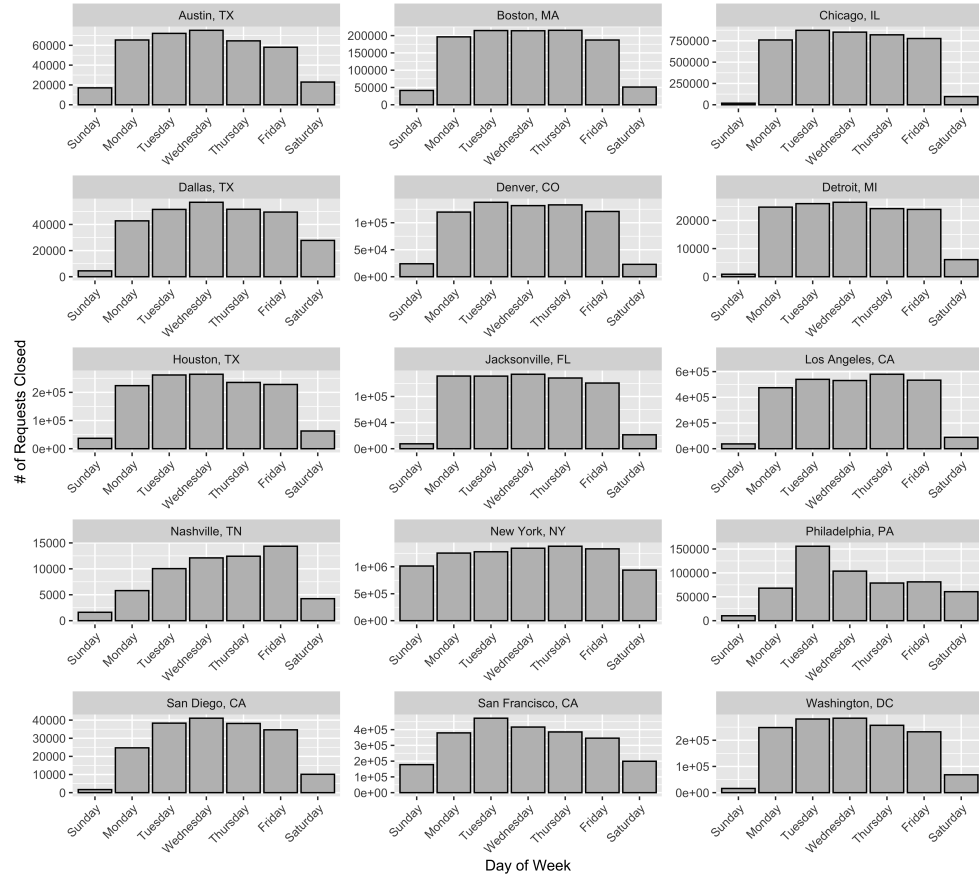 Austin, TX
60000
40000
20000
0
Sunday
Monday
Tuesday
Wednesday
Thursday
Friday
Saturday
Boston, MA
200000
150000
100000
50000
0
Sunday
Monday
Tuesday
Wednesday
Thursday
Friday
Saturday
Chicago, IL
750000
500000
250000
0
Sunday
Monday
Tuesday
Wednesday
Thursday
Friday
Saturday
Dallas, TX
40000
20000
0
Sunday
Monday
Tuesday
Wednesday
Thursday
Friday
Saturday
Denver, CO
1e+05
5e+04
0e+00
Sunday
Monday
Tuesday
Wednesday
Thursday
Friday
Saturday
Detroit, MI
20000
10000
0
Sunday
Monday
Tuesday
Wednesday
Thursday
Friday
Saturday
# of Requests Closed
Houston, TX
2e+05
1e+05
0e+00
Sunday
Monday
Tuesday
Wednesday
Thursday
Friday
Saturday
Jacksonville, FL
1e+05
5e+04
0e+00
Sunday
Monday
Tuesday
Wednesday
Thursday
Friday
Saturday
Los Angeles, CA
6e+05
4e+05
2e+05
0e+00
Sunday
Monday
Tuesday
Wednesday
Thursday
Friday
Saturday
Nashville, TN
15000
10000
5000
0
Sunday
Monday
Tuesday
Wednesday
Thursday
Friday
Saturday
New York, NY
1e+06
5e+05
0e+00
Sunday
Monday
Tuesday
Wednesday
Thursday
Friday
Saturday
Philadelphia, PA
150000
100000
50000
0
Sunday
Monday
Tuesday
Wednesday
Thursday
Friday
Saturday
San Diego, CA
40000
30000
20000
10000
0
Sunday
Monday
Tuesday
Wednesday
Thursday
Friday
Saturday
San Francisco, CA
4e+05
3e+05
2e+05
1e+05
0e+00
Sunday
Monday
Tuesday
Wednesday
Thursday
Friday
Saturday
Washington, DC
2e+05
1e+05
0e+00
Sunday
Monday
Tuesday
Wednesday
Thursday
Friday
Saturday
Day of Week